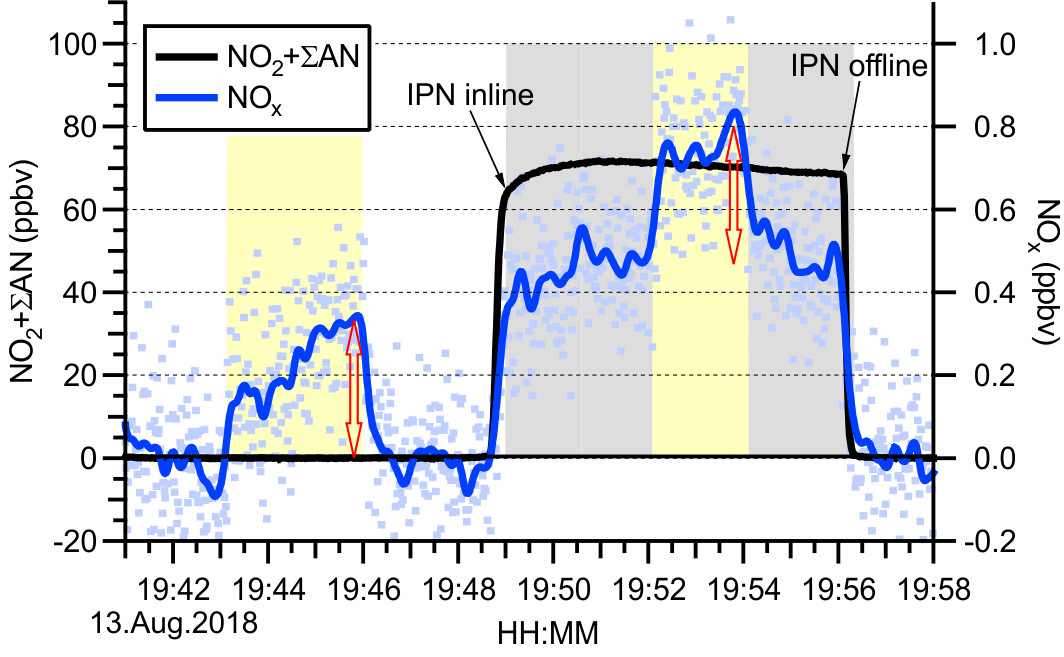 NO2+ΣAN
NOx
IPN inline
IPN offline
NO2+ΣAN (ppbv)
100
80
60
40
20
0
-20
1.0
0.8
0.6
0.4
0.2
0.0
-0.2
NOx (ppbv)
19:42 19:44 19:46 19:48 19:50 19:52 19:54 19:56 19:58
13.Aug.2018
HH:MM